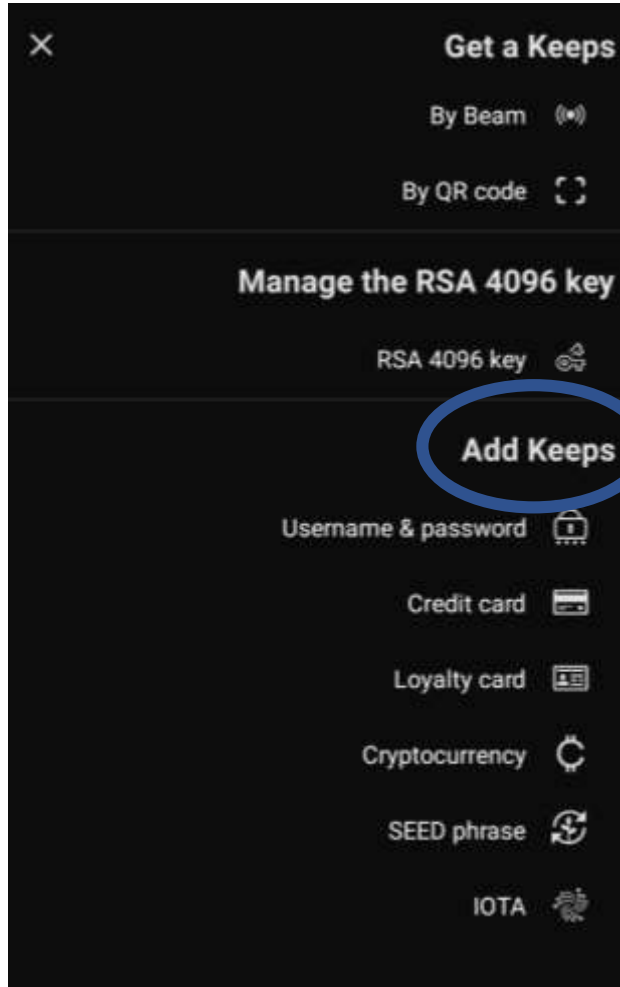 Get a Keeps
By Beam
By QR code
Manage the RSA 4096 key
RSA 4096 key
Add Keeps
Username & password
Credit card
Loyalty card
Cryptocurrency
SEED phrase
IOTA